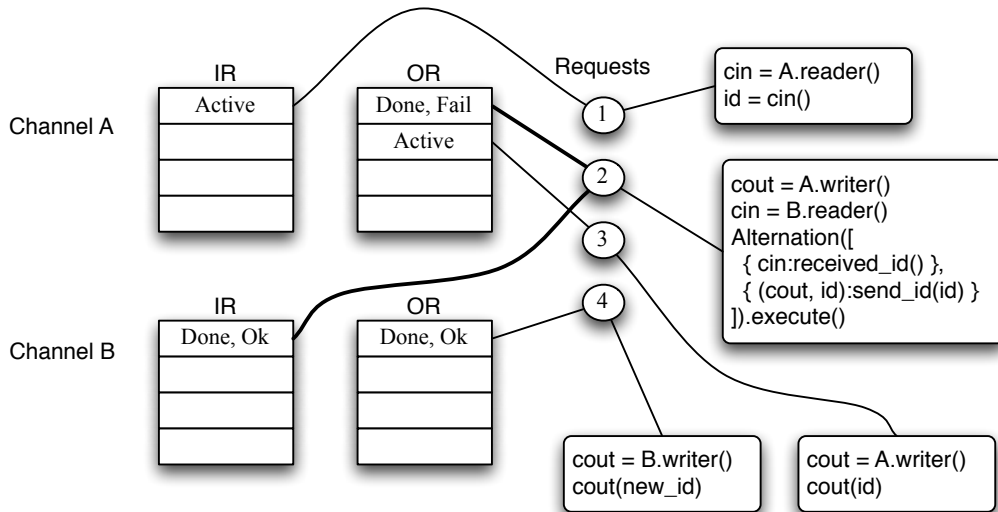 IR
OR
Requests
Channel A
Active
Done, Fail
Active
1
2
3
4
cin = A.reader()
id = cin()
cout = A.writer()
cin = B.reader()
Alternation([
{ cin:received_id() },
{ (cout, id):send_id(id) }
]).execute()
IR
OR
Channel B
Done, Ok
Done, Ok
cout = B.writer()
cout(new_id)
cout = A.writer()
cout(id)